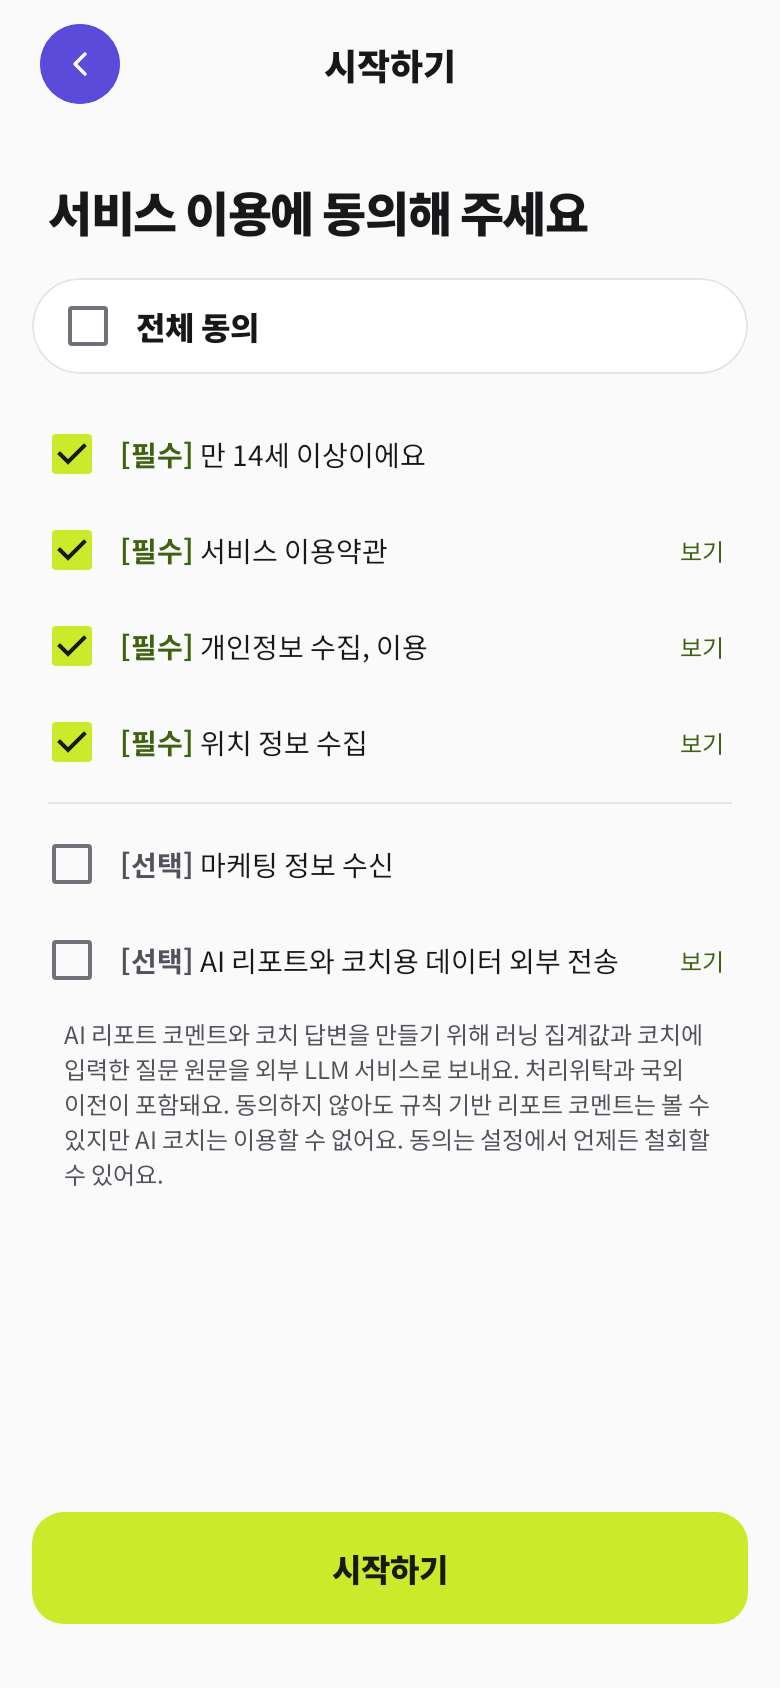 시작하기
서비스 이용에 동의해 주세요
전체 동의
[필수] 만 14세 이상이에요
[필수] 서비스 이용약관 보기
[필수] 개인정보 수집, 이용 보기
[필수] 위치 정보 수집 보기
[선택] 마케팅 정보 수신
[선택] AI 리포트와 코치용 데이터 외부 전송 보기
AI 리포트 코멘트와 코치 답변을 만들기 위해 러닝 집계값과 코치에
입력한 질문 원문을 외부 LLM 서비스로 보내요. 처리위탁과 국외
이전이 포함돼요. 동의하지 않아도 규칙 기반 리포트 코멘트는 볼 수
있지만 AI 코치는 이용할 수 없어요. 동의는 설정에서 언제든 철회할
수 있어요.
시작하기